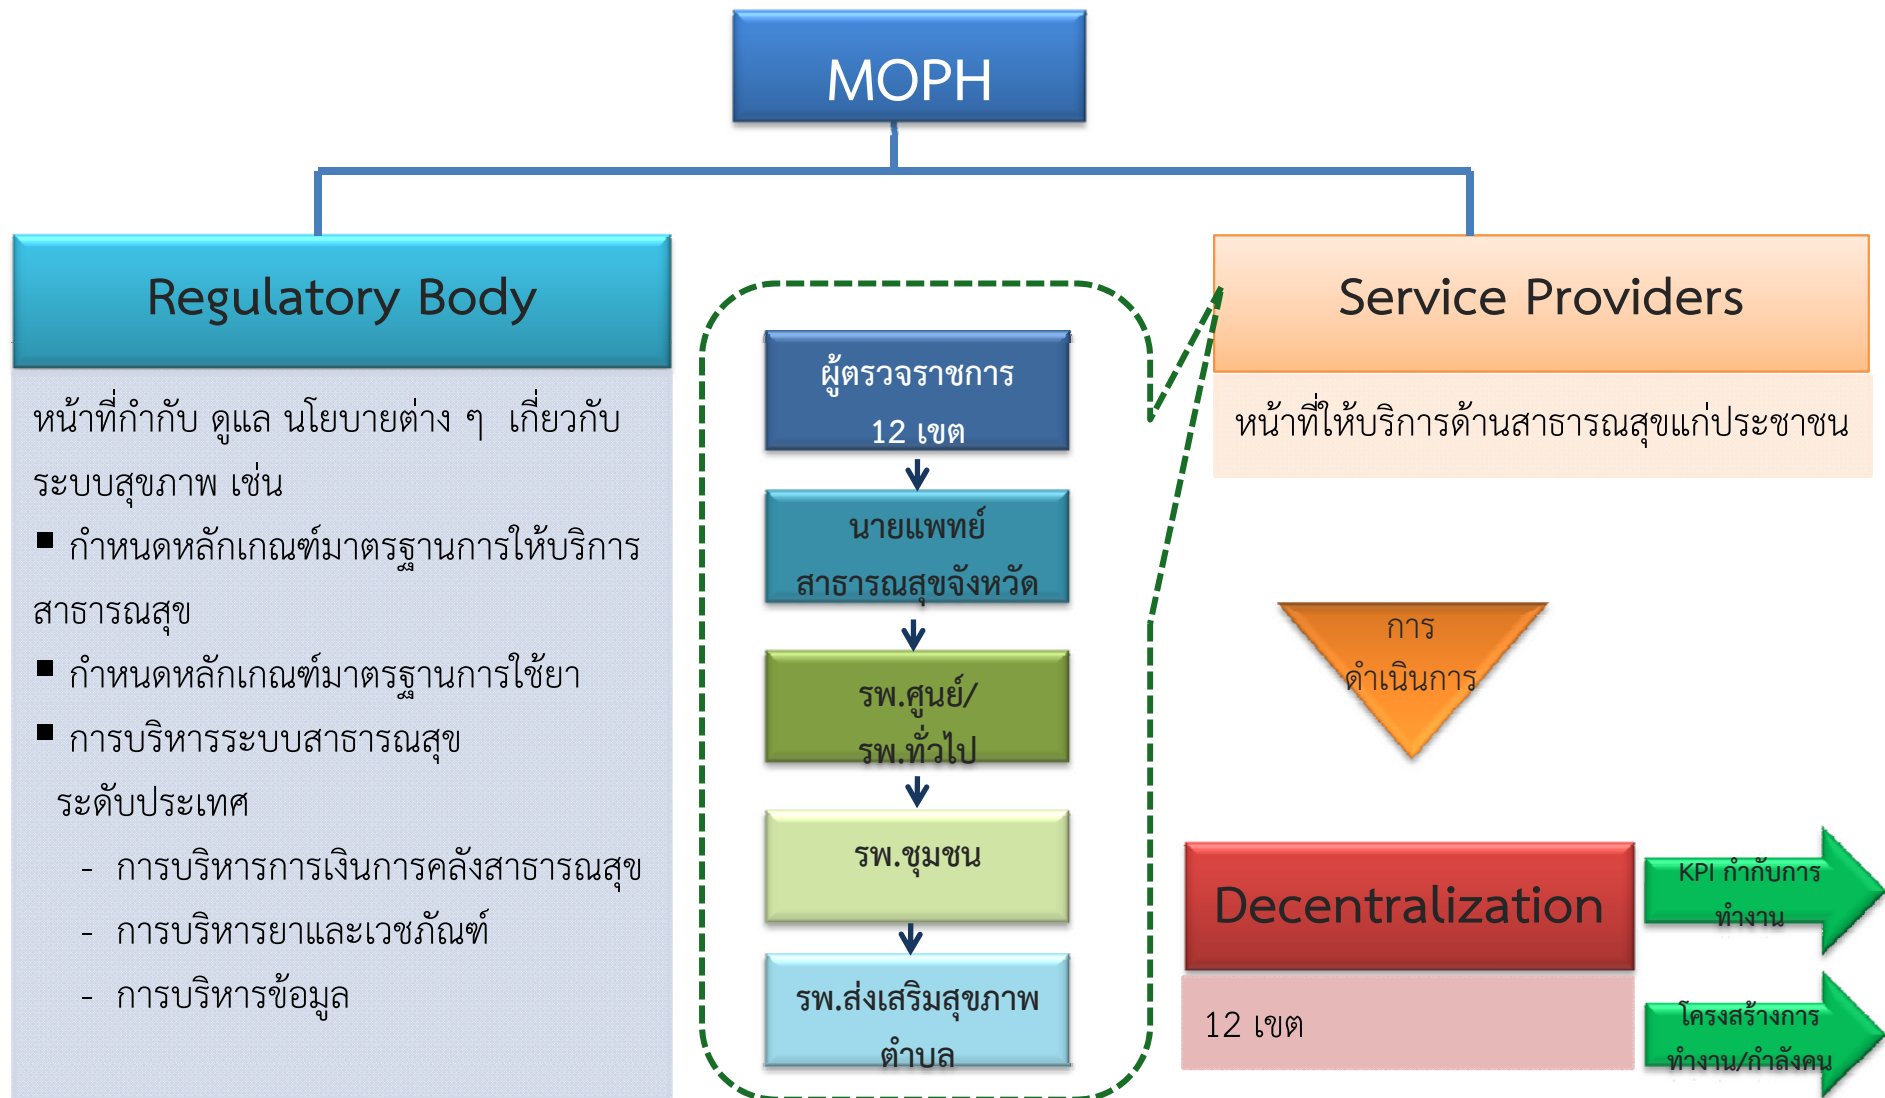 MOPH
Regulatory Body
หน้าที่กำกับ ดูแล นโยบายต่าง ๆ เกี่ยวกับ
ระบบสุขภาพ เช่น
▪ กำหนดหลักเกณฑ์มาตรฐานการให้บริการ
สาธารณสุข
▪ กำหนดหลักเกณฑ์มาตรฐานการใช้ยา
▪ การบริหารระบบสาธารณสุข
ระดับประเทศ
- การบริหารการเงินการคลังสาธารณสุข
- การบริหารยาและเวชภัณฑ์
- การบริหารข้อมูล
ผู้ตรวจราชการ
12 เขต
นายแพทย์
สาธารณสุขจังหวัด
รพ.ศูนย์/
รพ.ทั่วไป
รพ.ชุมชน
รพ.ส่งเสริมสุขภาพ
ตำบล
Service Providers
หน้าที่ให้บริการด้านสาธารณสุขแก่ประชาชน
การ
ดำเนินการ
Decentralization
12 เขต
KPI กำกับการ
ทำงาน
โครงสร้างการ
ทำงาน/กำลังคน